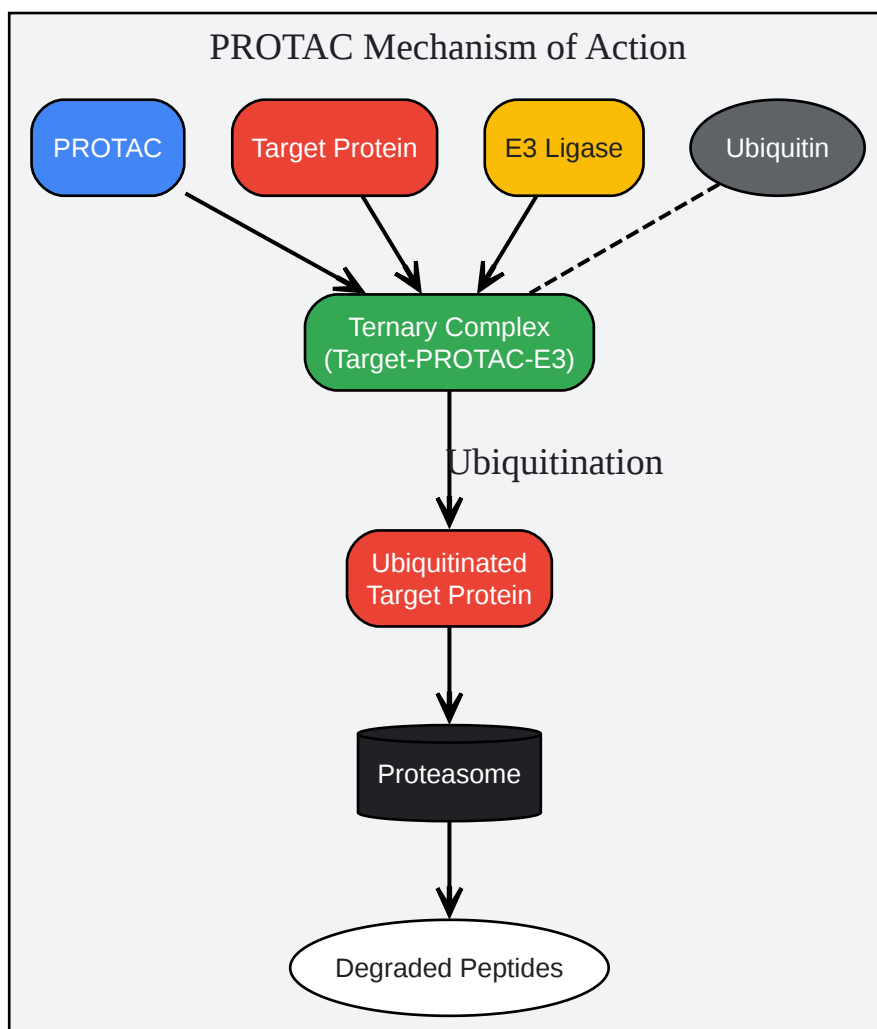 PROTAC Mechanism of Action
PROTAC
Target Protein
E3 Ligase
Ubiquitin
Ternary Complex
(Target-PROTAC-E3)
Ubiquitination
Ubiquitinated
Target Protein
Proteasome
Degraded Peptides